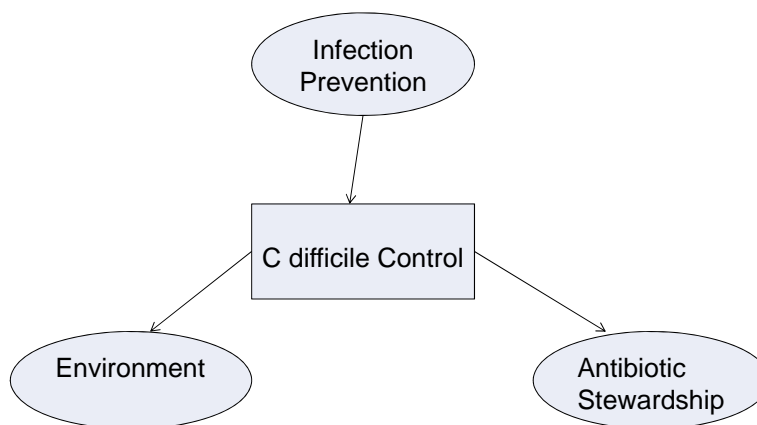 Infection
Prevention
C difficile Control
Environment
Antibiotic
Stewardship